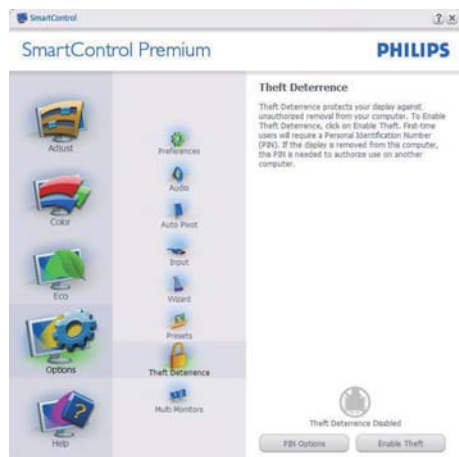 SmartControl
SmartControl Premium
PHILIPS
Adjust
Color
Eco
Options
Help
Preferences
Audio
Auto Pivot
Input
Wizard
Presets
Theft Deterrence
Multi Monitors
Theft Deterrence
Theft Deterrence protects your display against
unauthorized removal from your computer. To Enable
Theft Deterrence, click on Enable Theft. First-time
users will require a Personal Identification Number
(PIN). If the display is removed from this computer,
this PIN is needed to authorize use on another
computer.
Theft Deterrence Disabled
PIN Options
Enable Theft